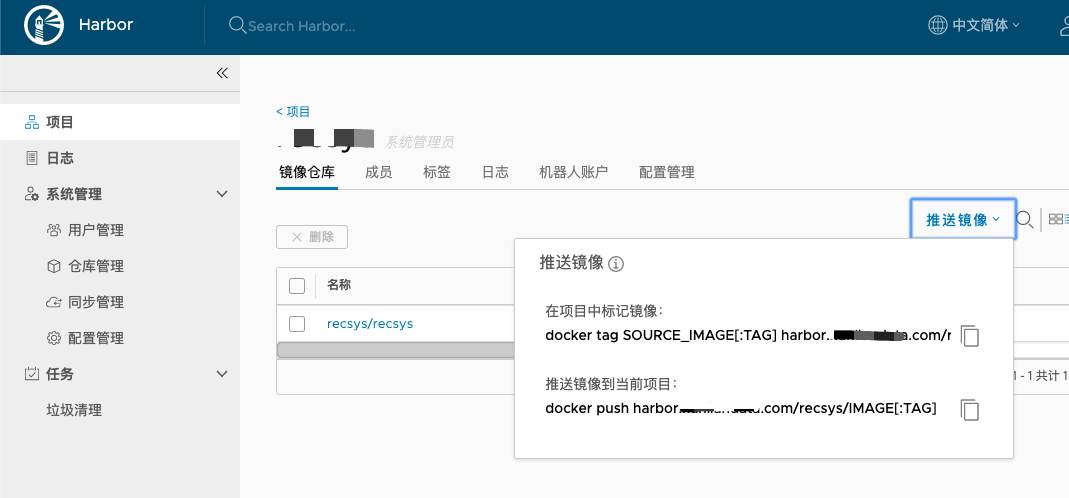 Harbor
Search Harbor...
中文简体
< 项目
系统管理员
镜像仓库 成员 标签 日志 机器人账户 配置管理
项目
日志
系统管理
用户管理
仓库管理
同步管理
配置管理
任务
垃圾清理
推送镜像
删除
名称
recsys/recsys
1 - 1 共计 1
推送镜像
在项目中标记镜像:
docker tag SOURCE_IMAGE[:TAG] harbor. a.com/r
推送镜像到当前项目:
docker push harbor .com/recsys/IMAGE[:TAG]